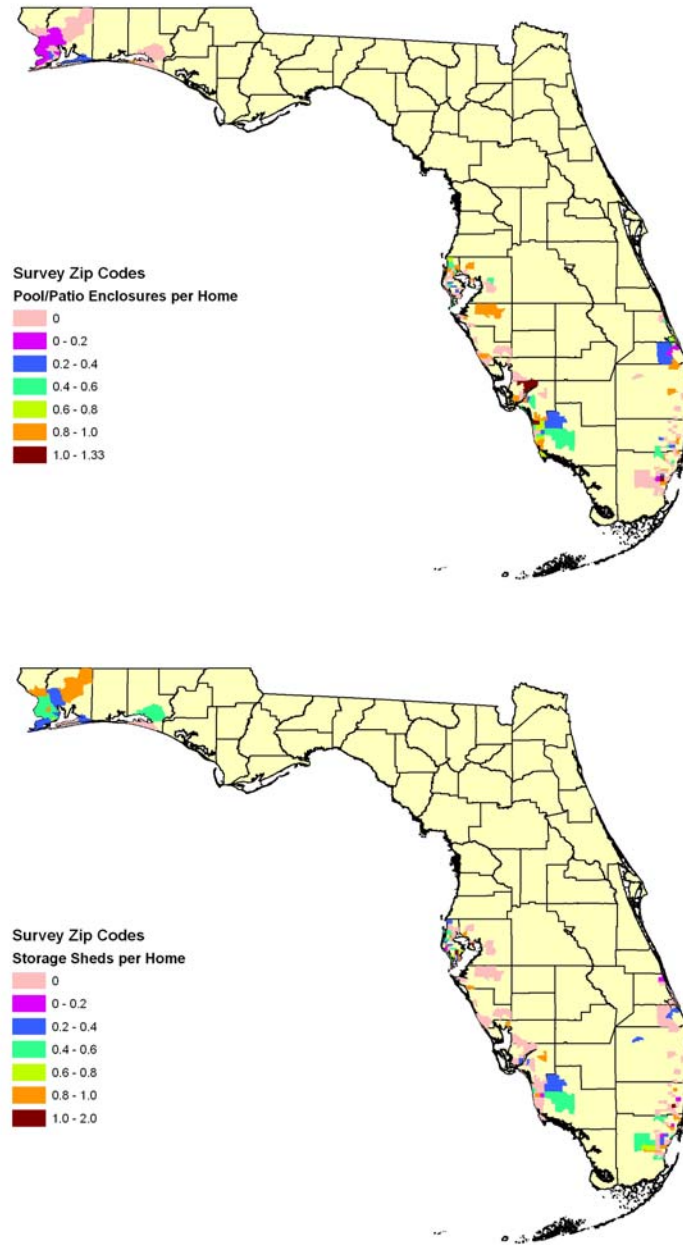 Survey Zip Codes
Pool/Patio Enclosures per Home
0
0 - 0.2
0.2 - 0.4
0.4 - 0.6
0.6 - 0.8
0.8 - 1.0
1.0 - 1.33
Survey Zip Codes
Storage Sheds per Home
0
0 - 0.2
0.2 - 0.4
0.4 - 0.6
0.6 - 0.8
0.8 - 1.0
1.0 - 2.0